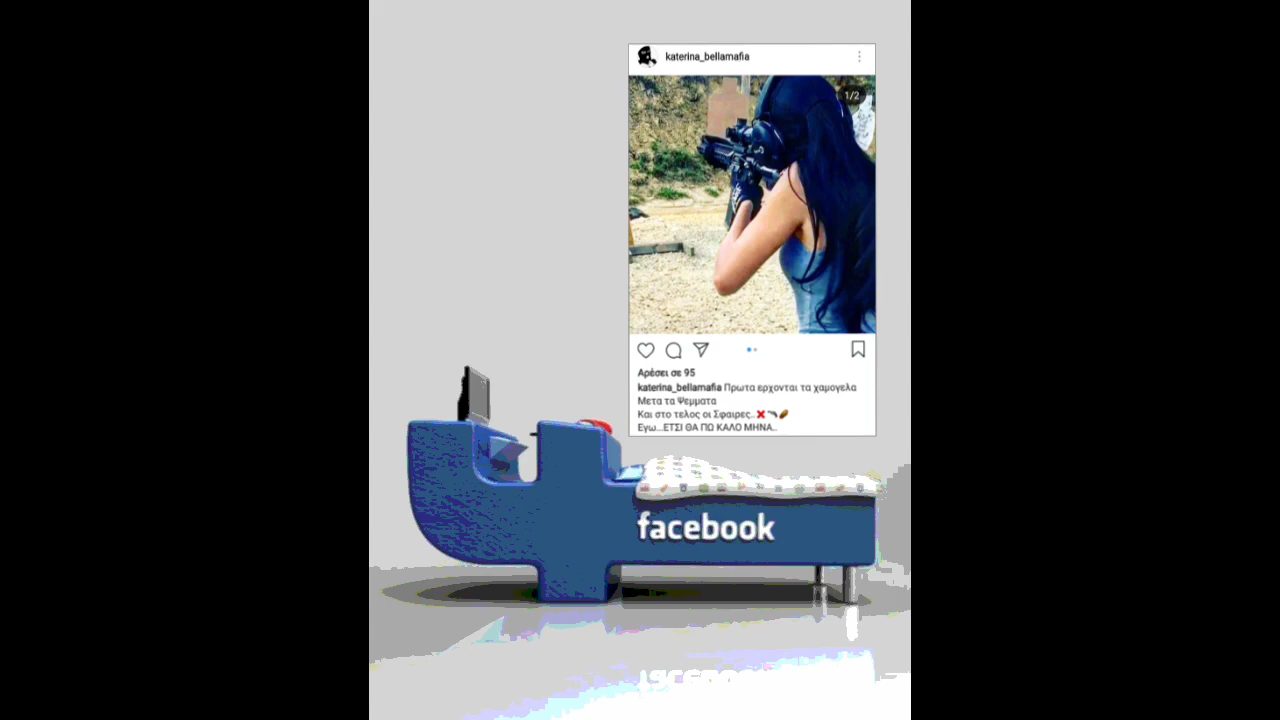 katerina_bellamafia
1/2
Αρέσει σε 95
katerina_bellamafia Πρωτα ερχονται τα χαμογελα
Μετα τα Ψεμματα
Και στο τελος οι Σφαιρες..❌🔫
Εγω...ΕΤΣΙ ΘΑ ΠΩ ΚΑΛΟ ΜΗΝΑ..
facebook